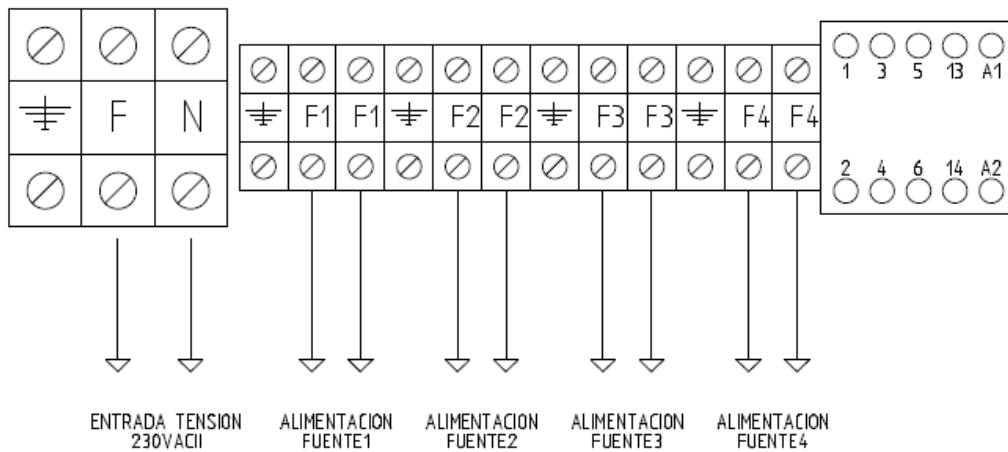 1 3 5 13 A1
F N F1 F1 F2 F2 F3 F3 F4 F4
2 4 6 14 A2
ENTRADA TENSION
230VACII
ALIMENTACION
FUENTE1
ALIMENTACION
FUENTE2
ALIMENTACION
FUENTE3
ALIMENTACION
FUENTE4